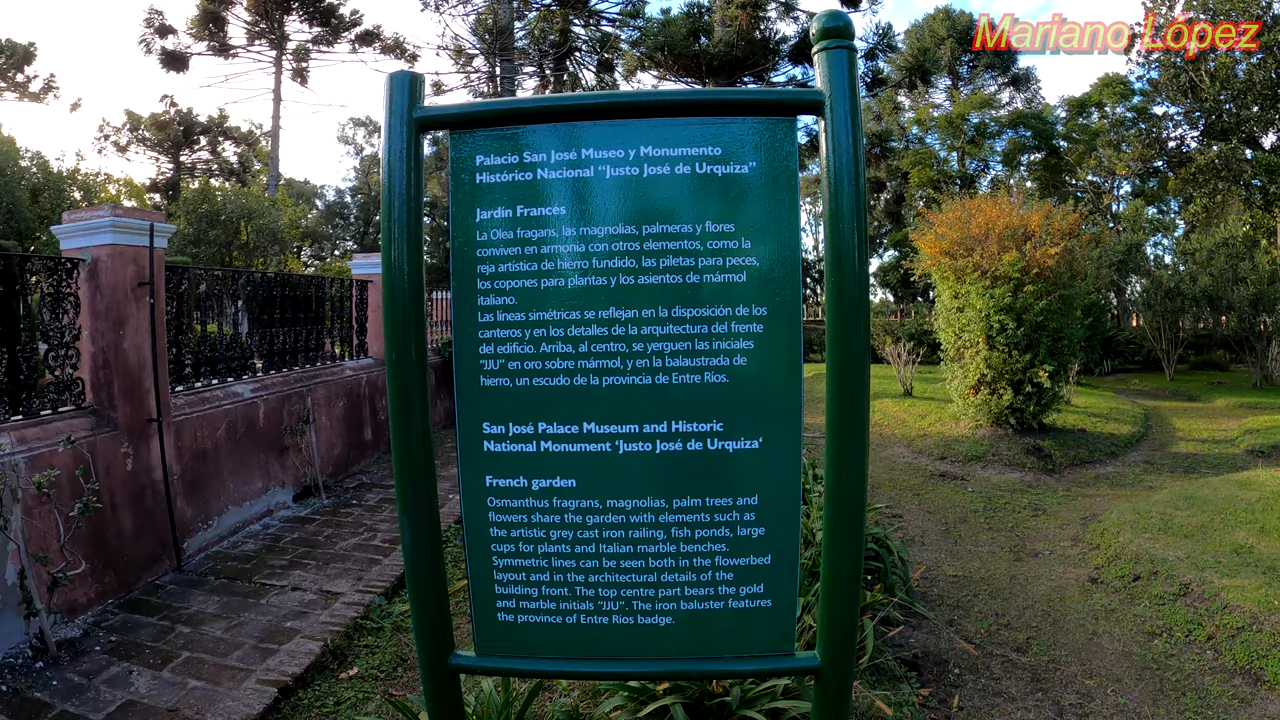 Mariano López
Palacio San José Museo y Monumento
Histórico Nacional "Justo José de Urquiza"
Jardín Francés
La Olea fragans, las magnolias, palmeras y flores
conviven en armonía con otros elementos, como la
reja artística de hierro fundido, las piletas para peces,
los copones para plantas y los asientos de mármol
italiano.
Las líneas simétricas se reflejan en la disposición de los
canteros y en los detalles de la arquitectura del frente
del edificio. Arriba, al centro, se yerguen las iniciales
"JJU" en oro sobre mármol, y en la balaustrada de
hierro, un escudo de la provincia de Entre Ríos.
San José Palace Museum and Historic
National Monument ‘Justo José de Urquiza‘
French garden
Osmanthus fragrans, magnolias, palm trees and
flowers share the garden with elements such as
the artistic grey cast iron railing, fish ponds, large
cups for plants and Italian marble benches.
Symmetric lines can be seen both in the flowerbed
layout and in the architectural details of the
building front. The top centre part bears the gold
and marble initials "JJU". The iron baluster features
the province of Entre Ríos badge.